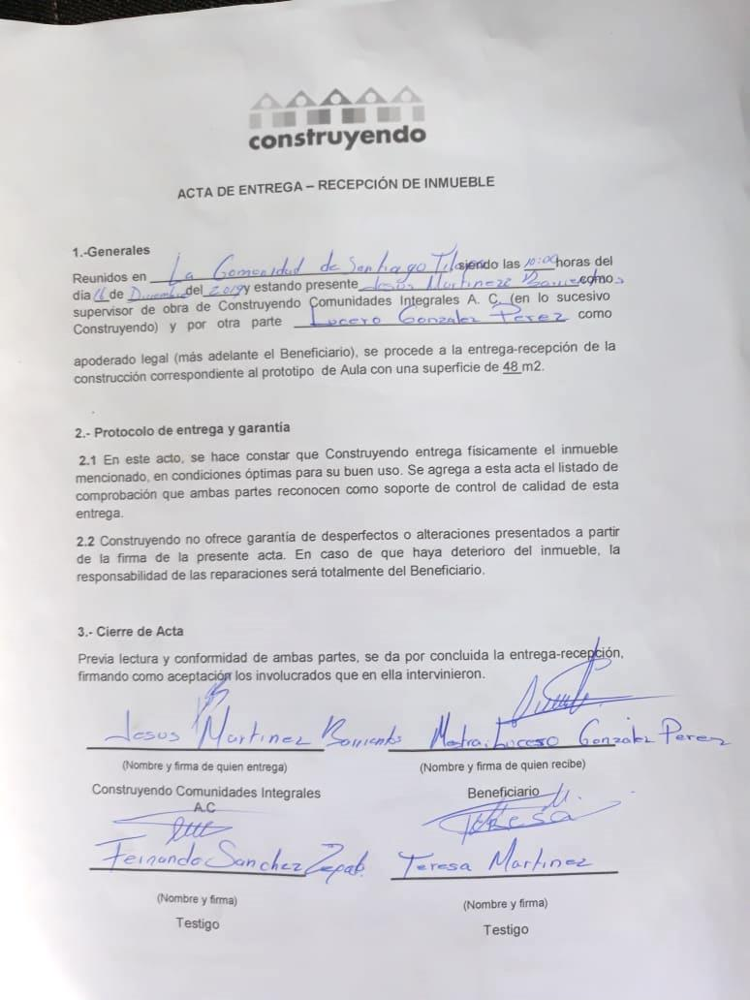 construyendo
ACTA DE ENTREGA – RECEPCIÓN DE INMUEBLE
1.-Generales
Reunidos en La Comunidad de Santiago siendo las 10:00 horas del
día 16 de Diciembre del 2019 y estando presente Jesús Martinez como
supervisor de obra de Construyendo Comunidades Integrales A. C. (en lo sucesivo
Construyendo) y por otra parte Lucero Gonzalez Perez como
apoderado legal (más adelante el Beneficiario), se procede a la entrega-recepción de la
construcción correspondiente al prototipo de Aula con una superficie de 48 m2.
2.- Protocolo de entrega y garantía
2.1 En este acto, se hace constar que Construyendo entrega físicamente el inmueble
mencionado, en condiciones óptimas para su buen uso. Se agrega a esta acta el listado de
comprobación que ambas partes reconocen como soporte de control de calidad de esta
entrega.
2.2 Construyendo no ofrece garantía de desperfectos o alteraciones presentados a partir
de la firma de la presente acta. En caso de que haya deterioro del inmueble, la
responsabilidad de las reparaciones será totalmente del Beneficiario.
3.- Cierre de Acta
Previa lectura y conformidad de ambas partes, se da por concluida la entrega-recepción,
firmando como aceptación los involucrados que en ella intervinieron.
Jesus Martinez Barrientos Mtra. Lucero Gonzalez Perez
(Nombre y firma de quien entrega) (Nombre y firma de quien recibe)
Construyendo Comunidades Integrales Beneficiario
A.C
Teresa M.
Fernando Sanchez Teresa Martinez
(Nombre y firma) (Nombre y firma)
Testigo Testigo